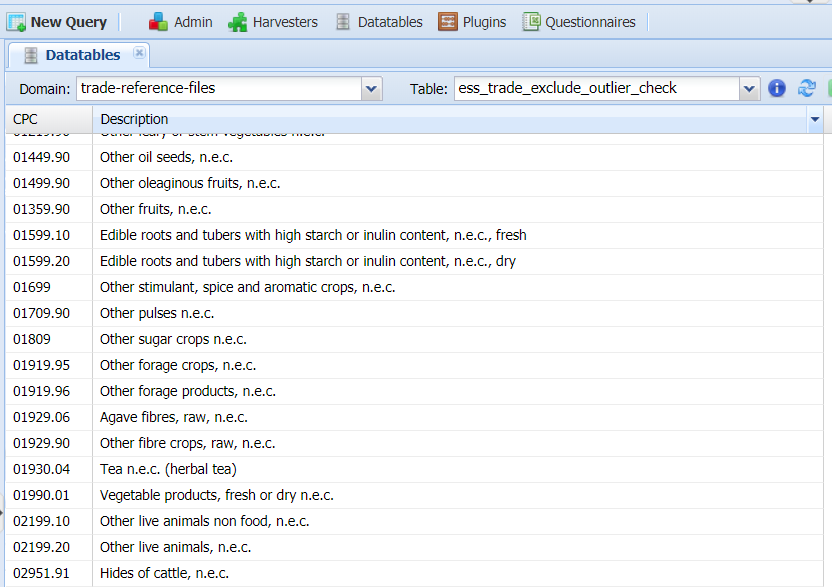 New Query Admin Harvesters Datatables Plugins Questionnaires
Datatables
Domain: trade-reference-files Table: ess_trade_exclude_outlier_check
CPC Description
01449.90 Other oil seeds, n.e.c.
01499.90 Other oleaginous fruits, n.e.c.
01359.90 Other fruits, n.e.c.
01599.10 Edible roots and tubers with high starch or inulin content, n.e.c., fresh
01599.20 Edible roots and tubers with high starch or inulin content, n.e.c., dry
01699 Other stimulant, spice and aromatic crops, n.e.c.
01709.90 Other pulses n.e.c.
01809 Other sugar crops n.e.c.
01919.95 Other forage crops, n.e.c.
01919.96 Other forage products, n.e.c.
01929.06 Agave fibres, raw, n.e.c.
01929.90 Other fibre crops, raw, n.e.c.
01930.04 Tea n.e.c. (herbal tea)
01990.01 Vegetable products, fresh or dry n.e.c.
02199.10 Other live animals non food, n.e.c.
02199.20 Other live animals, n.e.c.
02951.91 Hides of cattle, n.e.c.